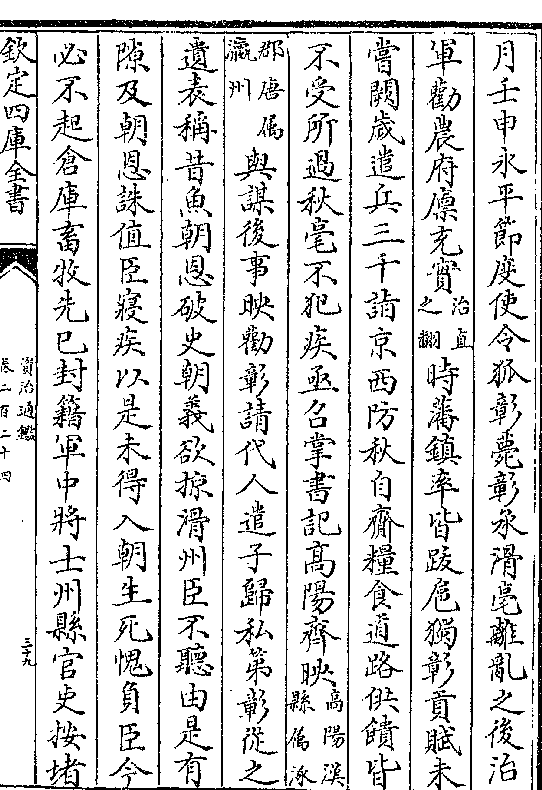 月壬申永平節度使令狐彰薨彰承滑亳離亂之後治
軍勸農府廪充實治直之翻時藩鎮率皆跋扈獨彰貢賦未
嘗闕歲遣兵三千詣京西防秋自齎糧食道路供饋皆
不受所過秋毫不犯疾亟召掌書記高陽齊映高陽漢縣屬涿
郡唐屬瀛州與謀後事映勸彰請代人遣子歸私第彰從之
遺表稱昔魚朝恩破史朝義欲掠滑州臣不聽由是有
隙及朝恩誅值臣寢疾以是未得入朝生死愧負臣今
必不起倉庫畜牧先已封籍軍中將士州縣官吏按堵
欽定四庫全書
資治通鑑
卷二百二十四
三十九